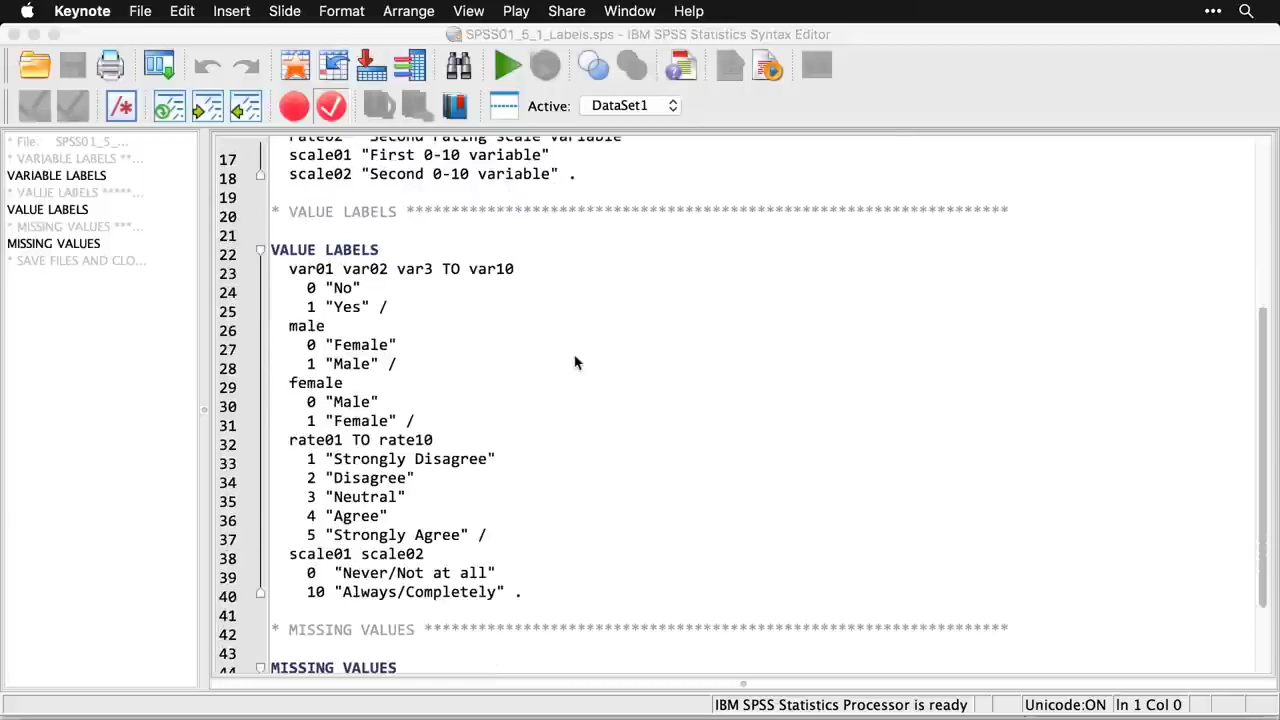 Keynote File Edit Insert Slide Format Arrange View Play Share Window Help
SPSS01_5_1_Labels.sps - IBM SPSS Statistics Syntax Editor
Active: DataSet1
* File: SPSS01_5_...
* VARIABLE LABELS **...
VARIABLE LABELS
* VALUE LABELS *****...
VALUE LABELS
* MISSING VALUES ***...
MISSING VALUES
* SAVE FILES AND CLO...
rate02 "Second rating scale variable
17 scale01 "First 0-10 variable"
18 scale02 "Second 0-10 variable" .
19
20 * VALUE LABELS *******************************************************************
21
22 VALUE LABELS
23 var01 var02 var3 TO var10
24 0 "No"
25 1 "Yes" /
26 male
27 0 "Female"
28 1 "Male" /
29 female
30 0 "Male"
31 1 "Female" /
32 rate01 TO rate10
33 1 "Strongly Disagree"
34 2 "Disagree"
35 3 "Neutral"
36 4 "Agree"
37 5 "Strongly Agree" /
38 scale01 scale02
39 0 "Never/Not at all"
40 10 "Always/Completely" .
41
42 * MISSING VALUES *****************************************************************
43
44 MISSING VALUES
IBM SPSS Statistics Processor is ready Unicode:ON In 1 Col 0